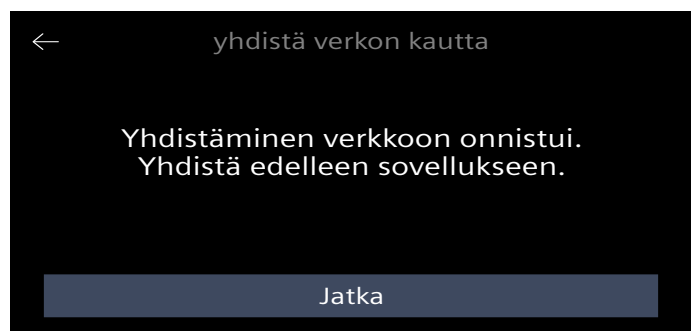 yhdistä verkon kautta
Yhdistäminen verkkoon onnistui.
Yhdistä edelleen sovellukseen.
Jatka